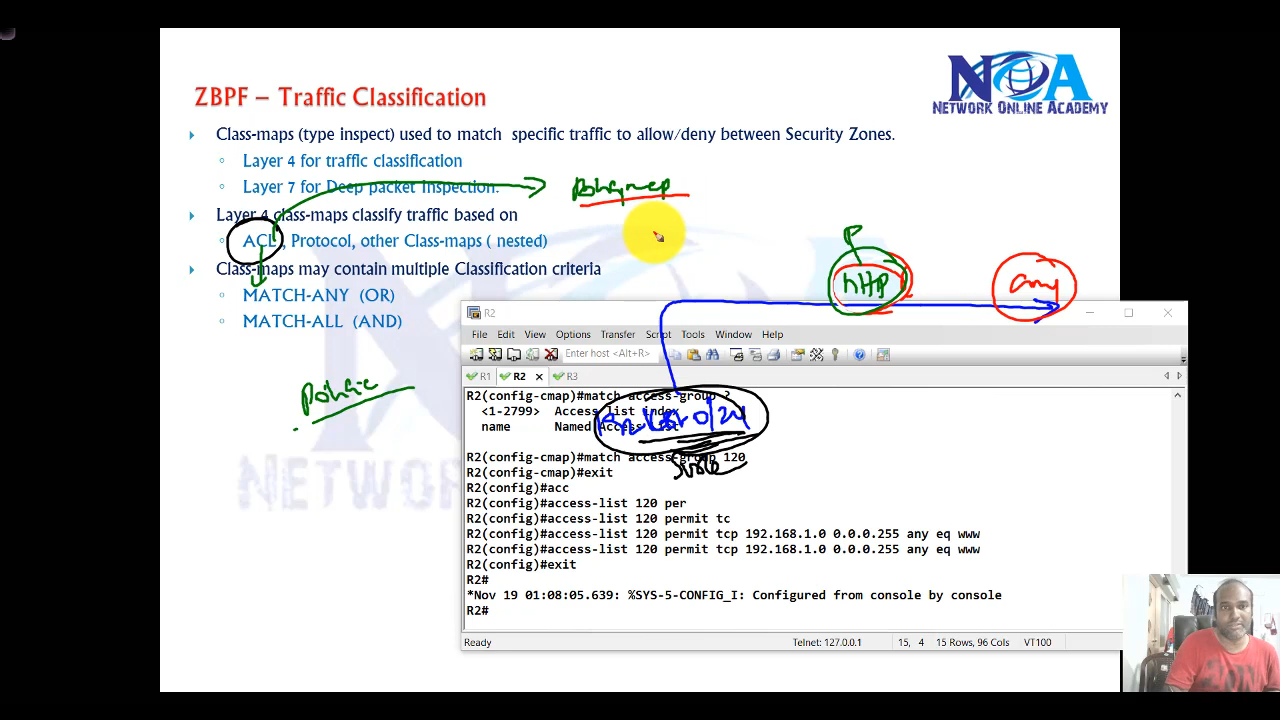 NOA
NETWORK ONLINE ACADEMY
ZBPF – Traffic Classification
Class-maps (type inspect) used to match specific traffic to allow/deny between Security Zones.
Layer 4 for traffic classification
Layer 7 for Deep packet inspection.
Layer 4 class-maps classify traffic based on
ACL, Protocol, other Class-maps ( nested)
Class-maps may contain multiple Classification criteria
MATCH-ANY (OR)
MATCH-ALL (AND)
any
R2
File Edit View Options Transfer Script Tools Window Help
Enter host <Alt+R>
R1 R2 R3
R2(config-cmap)#match access-group ?
<1-2799> Access list index
name Named Access list
R2(config-cmap)#match access-group 120
R2(config-cmap)#exit
R2(config)#acc
R2(config)#access-list 120 per
R2(config)#access-list 120 permit tc
R2(config)#access-list 120 permit tcp 192.168.1.0 0.0.0.255 any eq www
R2(config)#access-list 120 permit tcp 192.168.1.0 0.0.0.255 any eq www
R2(config)#exit
R2#
*Nov 19 01:08:05.639: %SYS-5-CONFIG_I: Configured from console by console
R2#
Ready Telnet: 127.0.0.1 15, 4 15 Rows, 96 Cols VT100
NETWORK